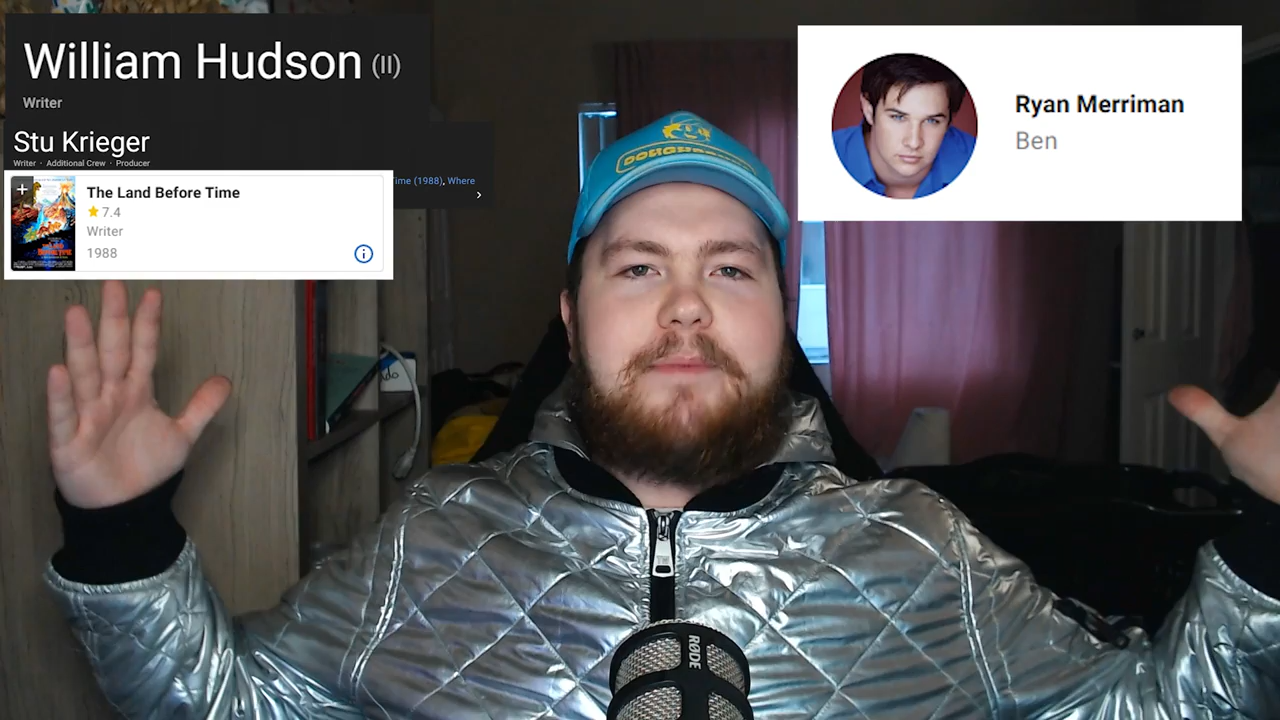 William Hudson (II)
Writer
Stu Krieger
Writer · Additional Crew · Producer
ime (1988), Where
The Land Before Time
7.4
Writer
1988
Ryan Merriman
Ben
DOUGHBOYS
RØDE